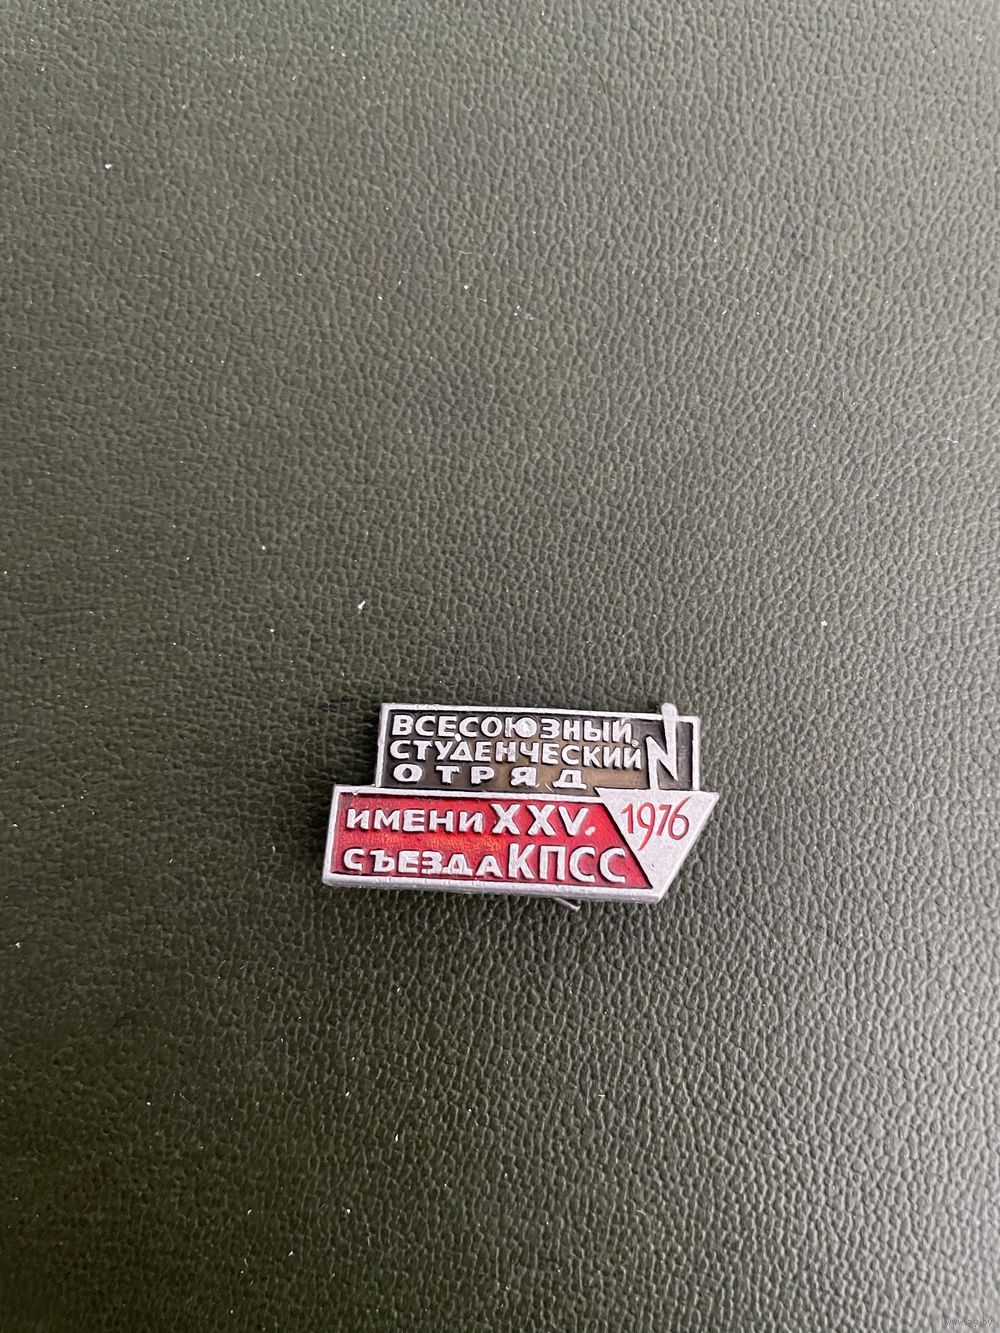 ВСЕСОЮЗНЫЙ
СТУДЕНЧЕСКИЙ
ОТРЯД
ИМЕНИ XXV
СЪЕЗДА КПСС
1976